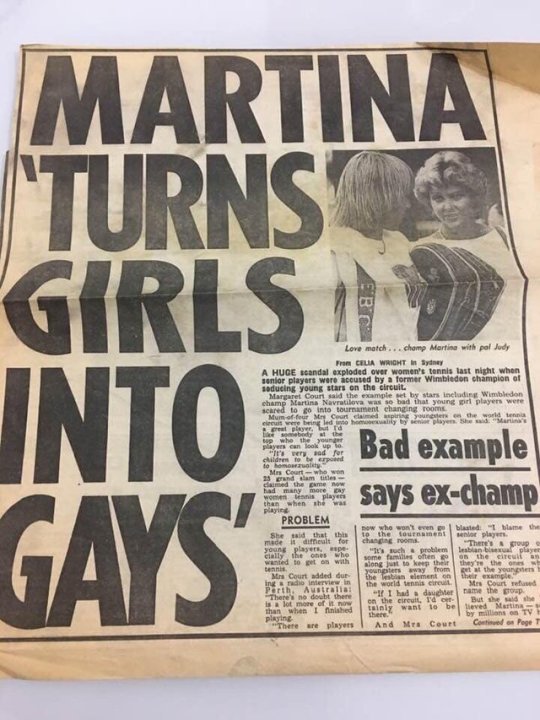 MARTINA
'TURNS
GIRLS
INTO
GAYS'
EBC
Love match . . . champ Martina with pal Judy
From CELIA WRIGHT in Sydney
A HUGE scandal exploded over women's tennis last night when
senior players were accused by a former Wimbledon champion of
seducing young stars on the circuit.
Margaret Court said the example set by stars including Wimbledon
champ Martina Navratilova was so bad that young girl players were
scared to go into tournament changing rooms.
Mum-of-four Mrs Court claimed aspiring youngsters on the world tennis
circuit were being led into homosexuality by senior players. She said: "Martina's
a great player, but I'd
like somebody at the
top who the younger
players can look up to.
"It's very sad for
children to be exposed
to homosexuality."
Mrs Court — who won
25 grand slam titles —
claimed the game now
had many more gay
women tennis players
than when she was
playing.
Bad example
says ex-champ
PROBLEM
She said that this
made it difficult for
young players, espe-
cially the ones who
wanted to get on with
tennis.
Mrs Court added dur-
ing a radio interview in
Perth, Australia:
"There's no doubt there
is a lot more of it now
than when I finished
playing.
"There are players
now who won't even go
to the tournament
changing rooms.
"It's such a problem
some families often go
along just to keep their
youngsters away from
the lesbian element on
the world tennis circuit.
"If I had a daughter
on the circuit, I'd cer-
tainly want to be
there."
And Mrs Court
blasted: "I blame the
senior players.
"There's a group
lesbian-bisexual player
on the circuit an
they're the ones wh
get at the youngsters
their example."
Mrs Court refused
name the group.
But she said she
lieved Martina —
by millions on TV
Continued on Page